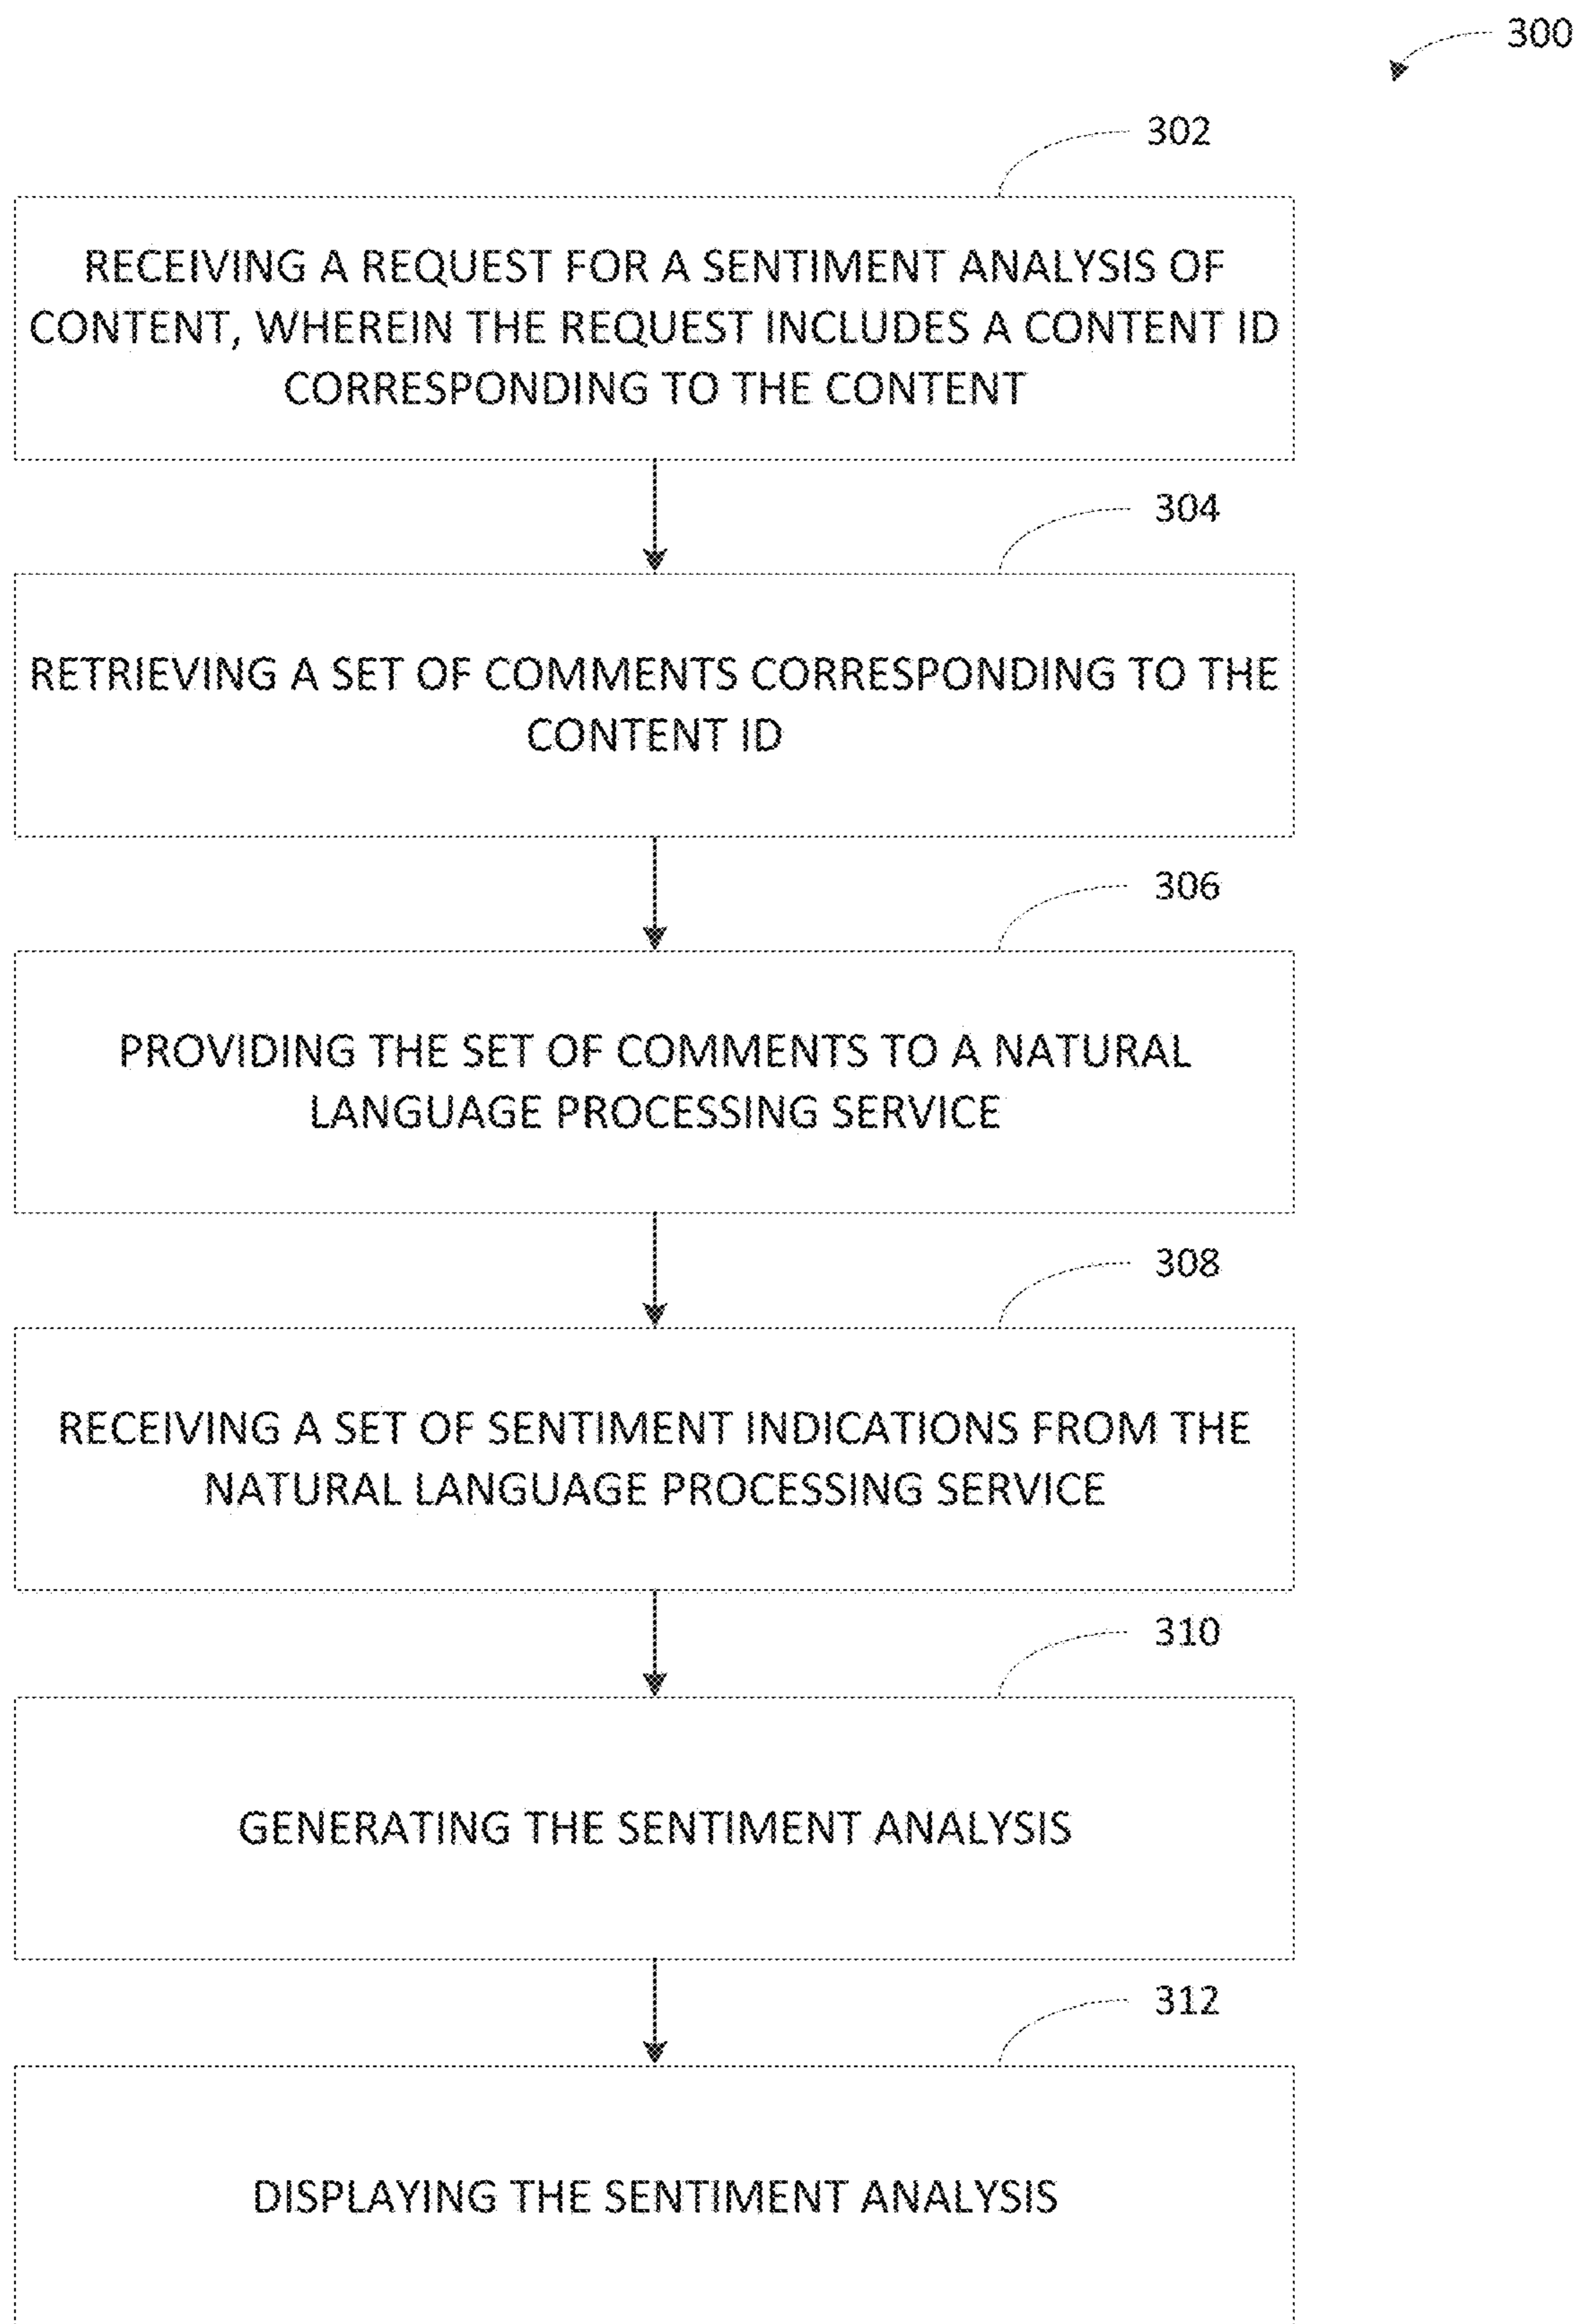 300
302
RECEIVING A REQUEST FOR A SENTIMENT ANALYSIS OF
CONTENT, WHEREIN THE REQUEST INCLUDES A CONTENT ID
CORRESPONDING TO THE CONTENT
304
RETRIEVING A SET OF COMMENTS CORRESPONDING TO THE
CONTENT ID
306
PROVIDING THE SET OF COMMENTS TO A NATURAL
LANGUAGE PROCESSING SERVICE
308
RECEIVING A SET OF SENTIMENT INDICATIONS FROM THE
NATURAL LANGUAGE PROCESSING SERVICE
310
GENERATING THE SENTIMENT ANALYSIS
312
DISPLAYING THE SENTIMENT ANALYSIS